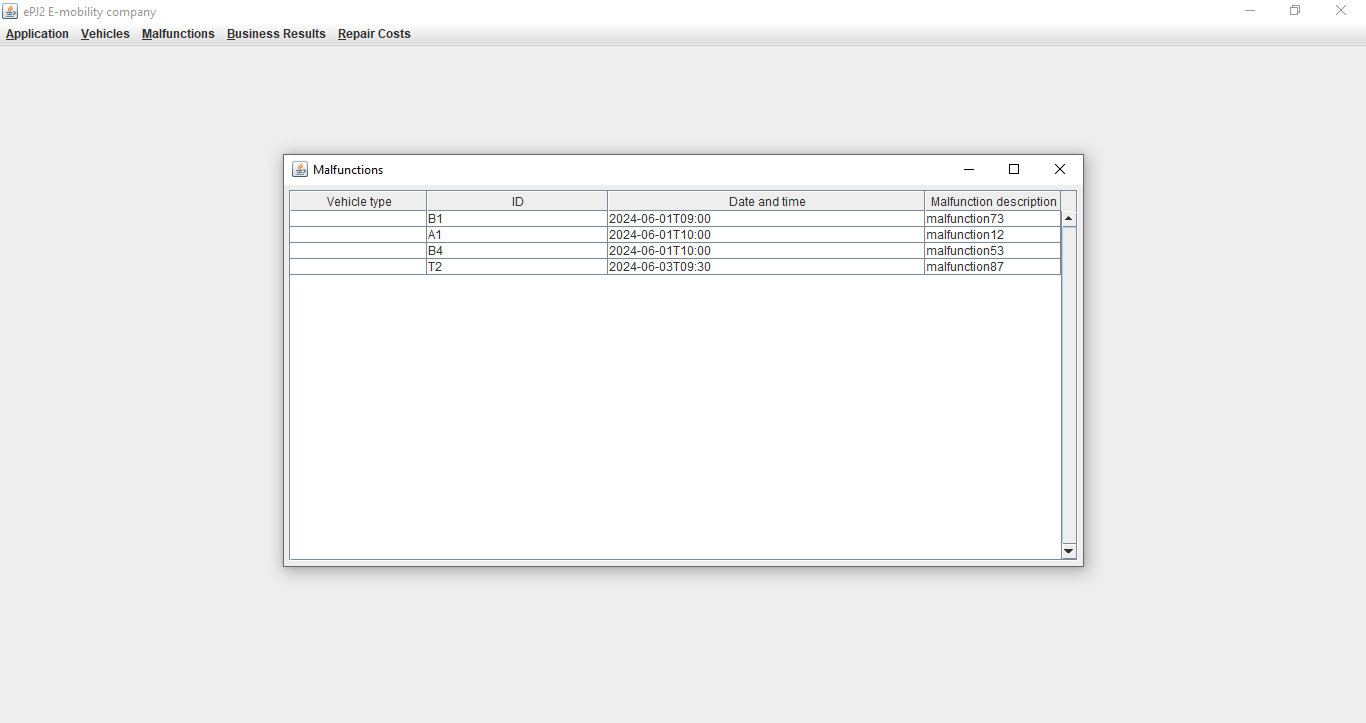 ePJ2 E-mobility company
Application Vehicles Malfunctions Business Results Repair Costs
Malfunctions
Vehicle type ID Date and time Malfunction description
B1 2024-06-01T09:00 malfunction73
A1 2024-06-01T10:00 malfunction12
B4 2024-06-01T10:00 malfunction53
T2 2024-06-03T09:30 malfunction87